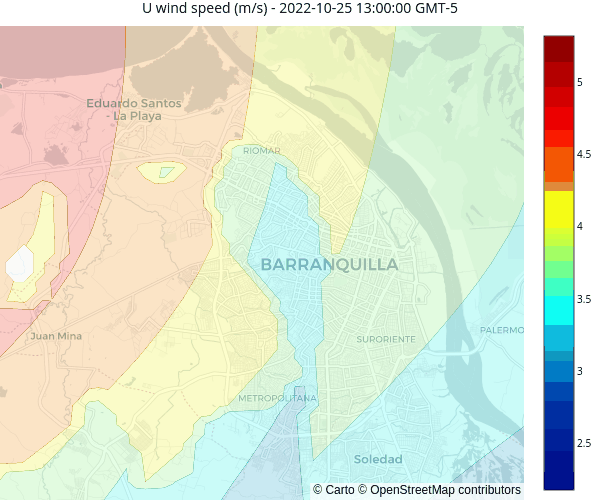 U wind speed (m/s) - 2022-10-25 13:00:00 GMT-5
Eduardo Santos
- La Playa
RIOMAR
BARRANQUILLA
PALERMO
Juan Mina
SURORIENTE
METROPOLITANA
Soledad
© Carto © OpenStreetMap contributors
5
4.5
4
3.5
3
2.5